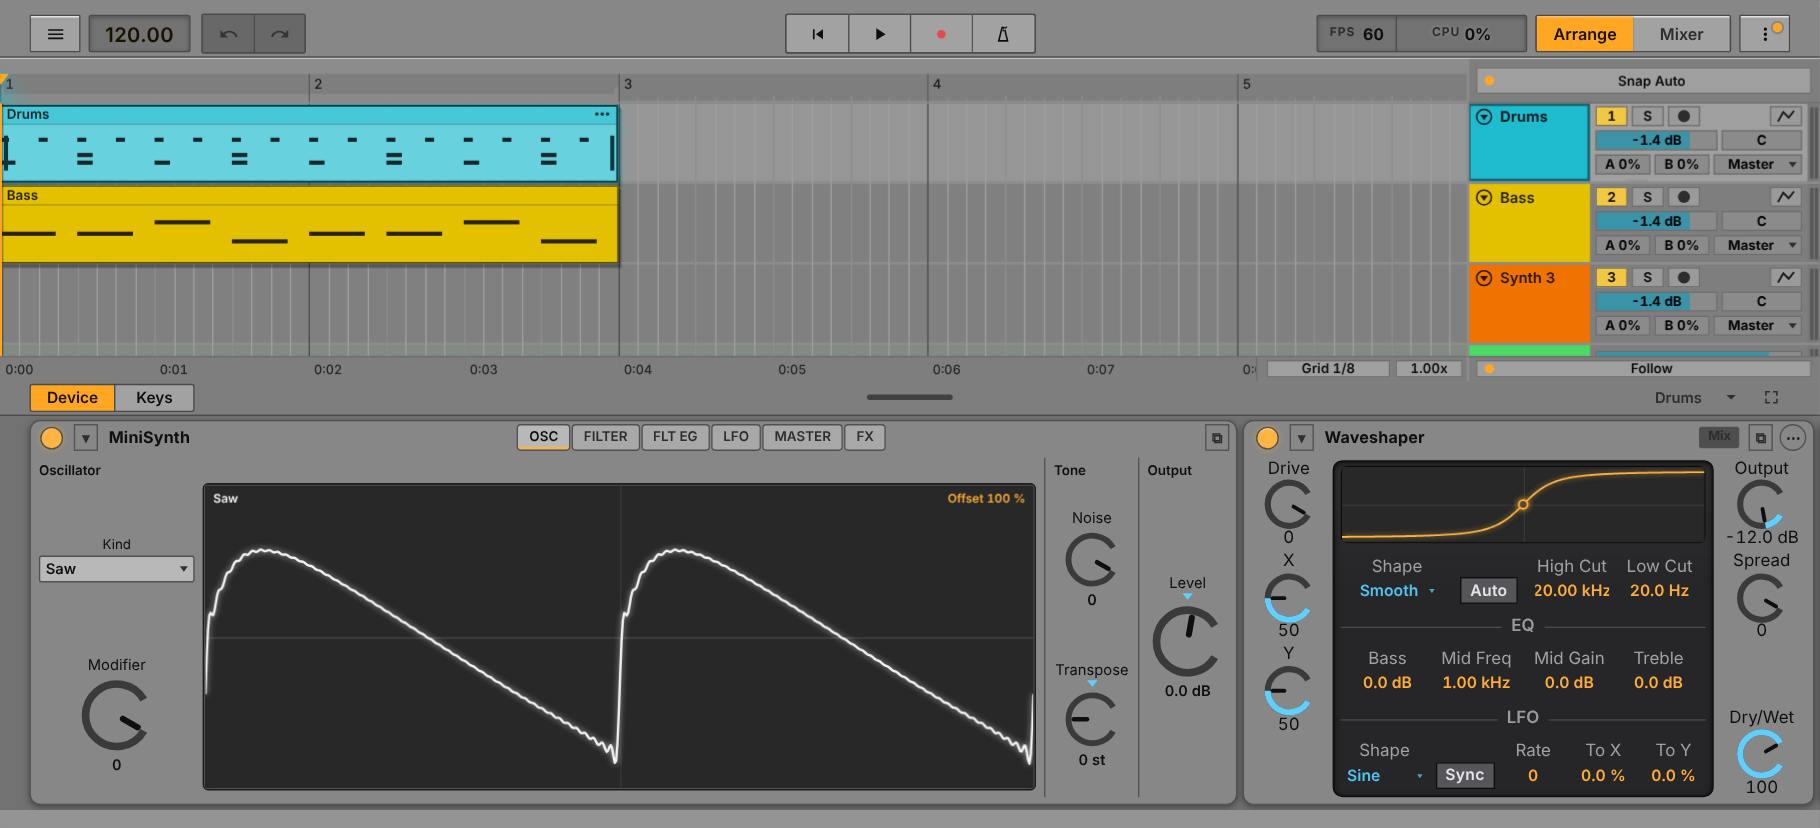 120.00
FPS 60 CPU 0% Arrange Mixer
1 2 3 4 5 Snap Auto
Drums
Bass
Drums 1 S
-1.4 dB C
A 0% B 0% Master
Bass 2 S
-1.4 dB C
A 0% B 0% Master
Synth 3 3 S
-1.4 dB C
A 0% B 0% Master
0:00 0:01 0:02 0:03 0:04 0:05 0:06 0:07 Grid 1/8 1.00x Follow
Device Keys Drums
MiniSynth OSC FILTER FLT EG LFO MASTER FX
Oscillator Tone Output
Saw Offset 100 %
Kind
Saw
Modifier
0
Noise
0
Transpose
0 st
Level
0.0 dB
Waveshaper Mix
Drive
0
X
50
Y
50
Shape High Cut Low Cut
Smooth Auto 20.00 kHz 20.0 Hz
EQ
Bass Mid Freq Mid Gain Treble
0.0 dB 1.00 kHz 0.0 dB 0.0 dB
LFO
Shape Rate To X To Y
Sine Sync 0 0.0 % 0.0 %
Output
-12.0 dB
Spread
0
Dry/Wet
100